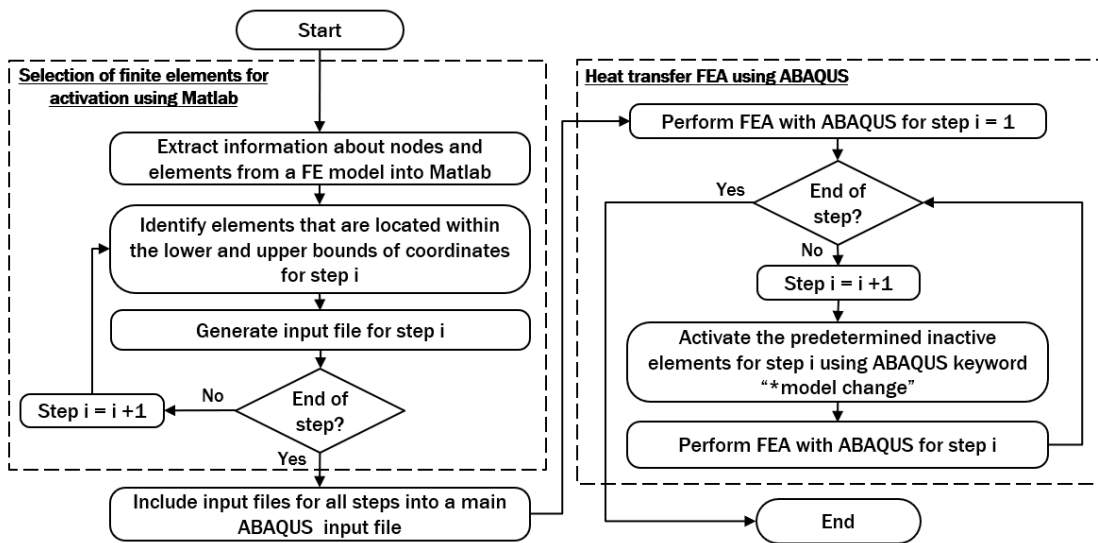 Start
Selection of finite elements for
activation using Matlab
Extract information about nodes and
elements from a FE model into Matlab
Identify elements that are located within
the lower and upper bounds of coordinates
for step i
Generate input file for step i
End of
step?
No
Step i = i +1
Yes
Include input files for all steps into a main
ABAQUS input file
Heat transfer FEA using ABAQUS
Perform FEA with ABAQUS for step i = 1
End of
step?
Yes
No
Step i = i +1
Activate the predetermined inactive
elements for step i using ABAQUS keyword
“*model change”
Perform FEA with ABAQUS for step i
End